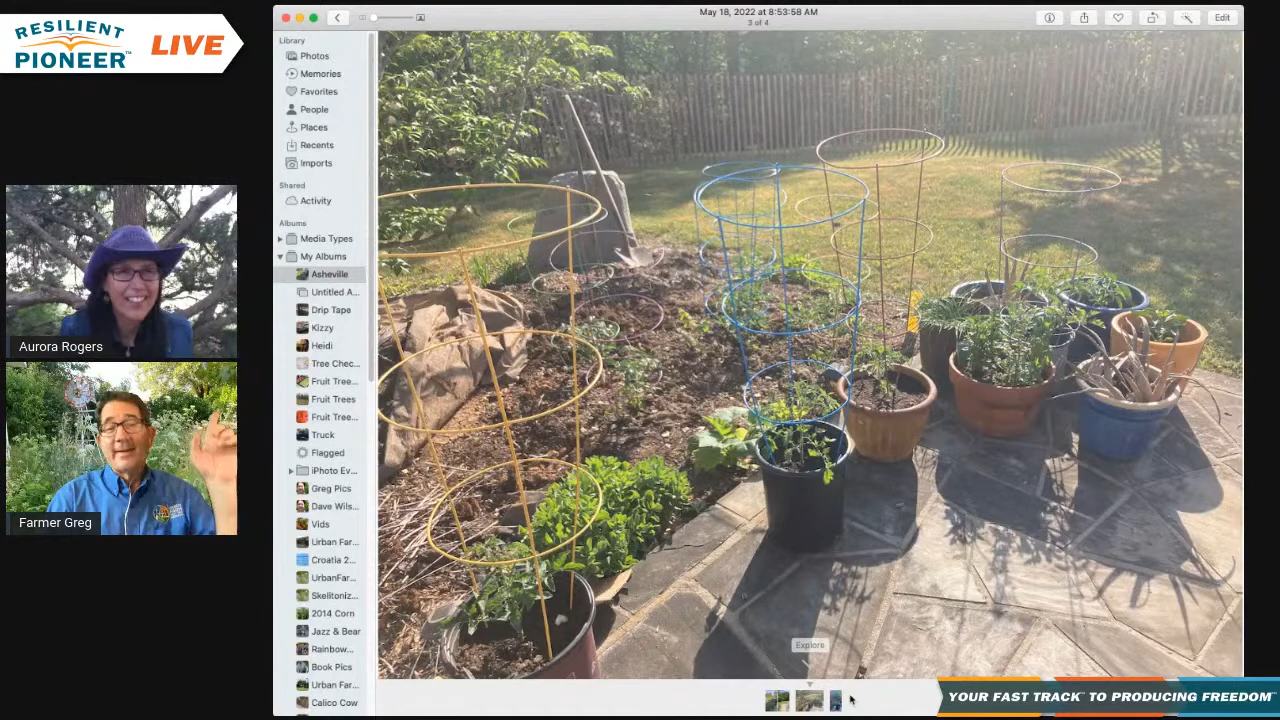 RESILIENT
PIONEER™
LIVE
May 18, 2022 at 8:53:58 AM
3 of 4
Edit
Library
Photos
Memories
Favorites
People
Places
Recents
Imports
Shared
Activity
Albums
Media Types
My Albums
Asheville
Untitled A...
Drip Tape
Kizzy
Heidi
Tree Chec...
Fruit Tree...
Fruit Trees
Fruit Tree...
Truck
Flagged
iPhoto Ev...
Greg Pics
Dave Wils...
Vids
Urban Far...
Croatia 2...
UrbanFar...
Skelitoniz...
2014 Corn
Jazz & Bear
Rainbow...
Book Pics
Urban Far...
Calico Cow
Aurora Rogers
Farmer Greg
Explore
YOUR FAST TRACK™ TO PRODUCING FREEDOM™